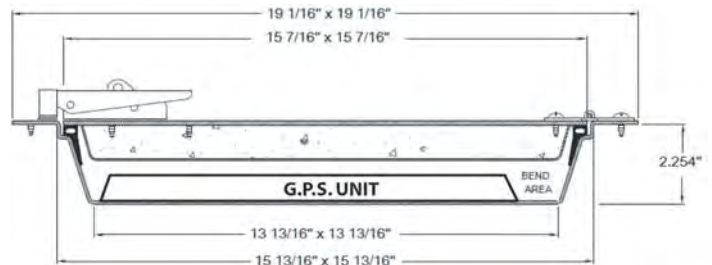 19 1/16" x 19 1/16"
15 7/16" x 15 7/16"
2.254"
G.P.S. UNIT
BEND
AREA
13 13/16" x 13 13/16"
15 13/16" x 15 13/16"